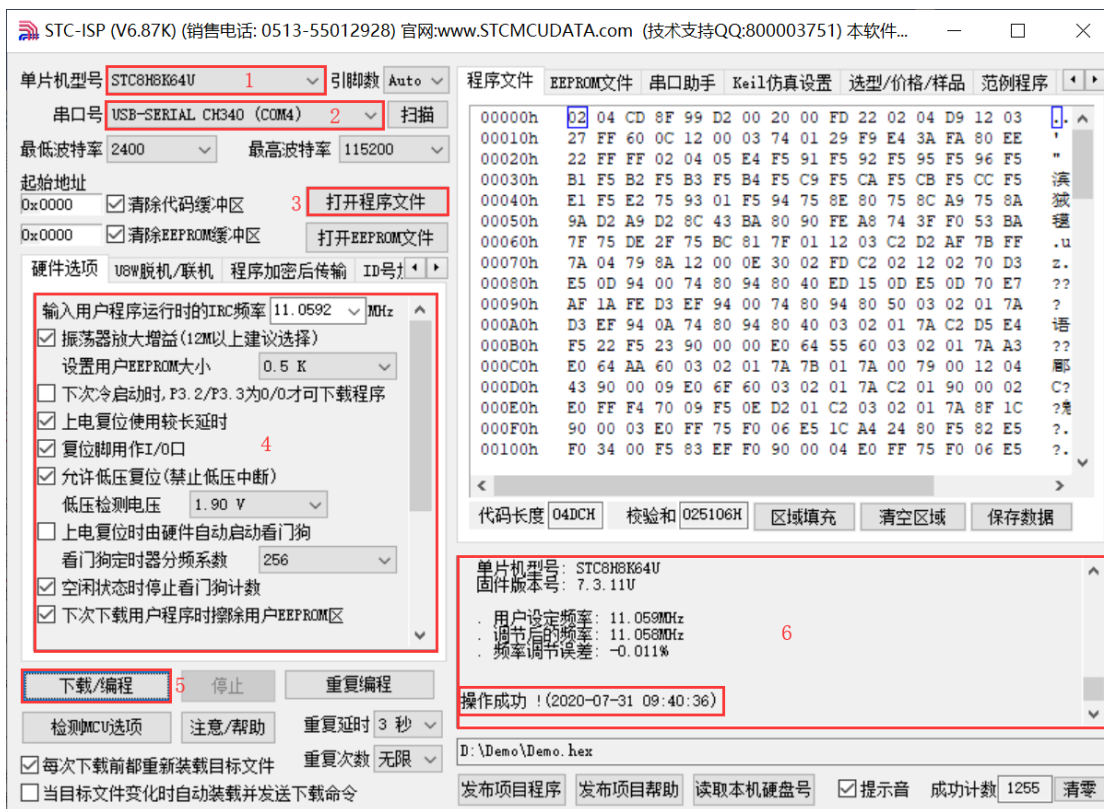 STC-ISP (V6.87K) (销售电话: 0513-55012928) 官网:www.STCMCUDATA.com (技术支持QQ:800003751) 本软件...
单片机型号 STC8H8K64U 1 引脚数 Auto
串口号 USB-SERIAL CH340 (COM4) 2 扫描
最低波特率 2400 最高波特率 115200
起始地址
0x0000 清除代码缓冲区 3 打开程序文件
0x0000 清除EEPROM缓冲区 打开EEPROM文件
硬件选项 U8W脱机/联机 程序加密后传输
输入用户程序运行时的IRC频率 11.0592 MHz
振荡器放大增益(12M以上建议选择)
设置用户EEPROM大小 0.5 K
下次冷启动时,P3.2/P3.3为0/0才可下载程序
上电复位使用较长延时
复位脚用作I/O口 4
允许低压复位(禁止低压中断)
低压检测电压 1.90 V
上电复位时由硬件自动启动看门狗
看门狗定时器分频系数 256
空闲状态时停止看门狗计数
下次下载用户程序时擦除用户EEPROM区
下载/编程 5 停止 重复编程
检测MCU选项 注意/帮助 重复延时 3 秒
重复次数 无限
每次下载前都重新装载目标文件
当目标文件变化时自动装载并发送下载命令
程序文件 EEPROM文件 串口助手 Keil仿真设置 选型/价格/样品 范例程序
00000h 02 04 CD 8F 99 D2 00 20 00 FD 22 02 04 D9 12 03 ..
00010h 27 FF 60 0C 12 00 03 74 01 29 F9 E4 3A FA 80 EE '
00020h 22 FF FF 02 04 05 E4 F5 91 F5 92 F5 95 F5 96 F5 "
00030h B1 F5 B2 F5 B3 F5 B4 F5 C9 F5 CA F5 CB F5 CC F5
00040h E1 F5 E2 75 93 01 F5 94 75 8E 80 75 8C A9 75 8A
00050h 9A D2 A9 D2 8C 43 BA 80 90 FE A8 74 3F F0 53 BA
00060h 7F 75 DE 2F 75 BC 81 7F 01 12 03 C2 D2 AF 7B FF .u
00070h 7A 04 79 8A 12 00 0E 30 02 FD C2 02 12 02 70 D3 z.
00080h E5 0D 94 00 74 80 94 80 40 ED 15 0D E5 0D 70 E7 ??
00090h AF 1A FE D3 EF 94 00 74 80 94 80 50 03 02 01 7A ?
000A0h D3 EF 94 0A 74 80 94 80 40 03 02 01 7A C2 D5 E4 语
000B0h F5 22 F5 23 90 00 00 E0 64 55 60 03 02 01 7A A3 ??
000C0h E0 64 AA 60 03 02 01 7A 7B 01 7A 00 79 00 12 04
000D0h 43 90 00 09 E0 6F 60 03 02 01 7A C2 01 90 00 02 C?
000E0h E0 FF F4 70 09 F5 0E D2 01 C2 03 02 01 7A 8F 1C
000F0h 90 00 03 E0 FF 75 F0 06 E5 1C A4 24 80 F5 82 E5 ?.
00100h F0 34 00 F5 83 EF F0 90 00 04 E0 FF 75 F0 06 E5 ?.
代码长度 04DCH 校验和 025106H 区域填充 清空区域 保存数据
单片机型号: STC8H8K64U
固件版本号: 7.3.11U
. 用户设定频率: 11.059MHz
. 调节后的频率: 11.058MHz
. 频率调节误差: -0.011%
6
操作成功 !(2020-07-31 09:40:36)
D:\Demo\Demo.hex
发布项目程序 发布项目帮助 读取本机硬盘号 提示音 成功计数 1255 清零